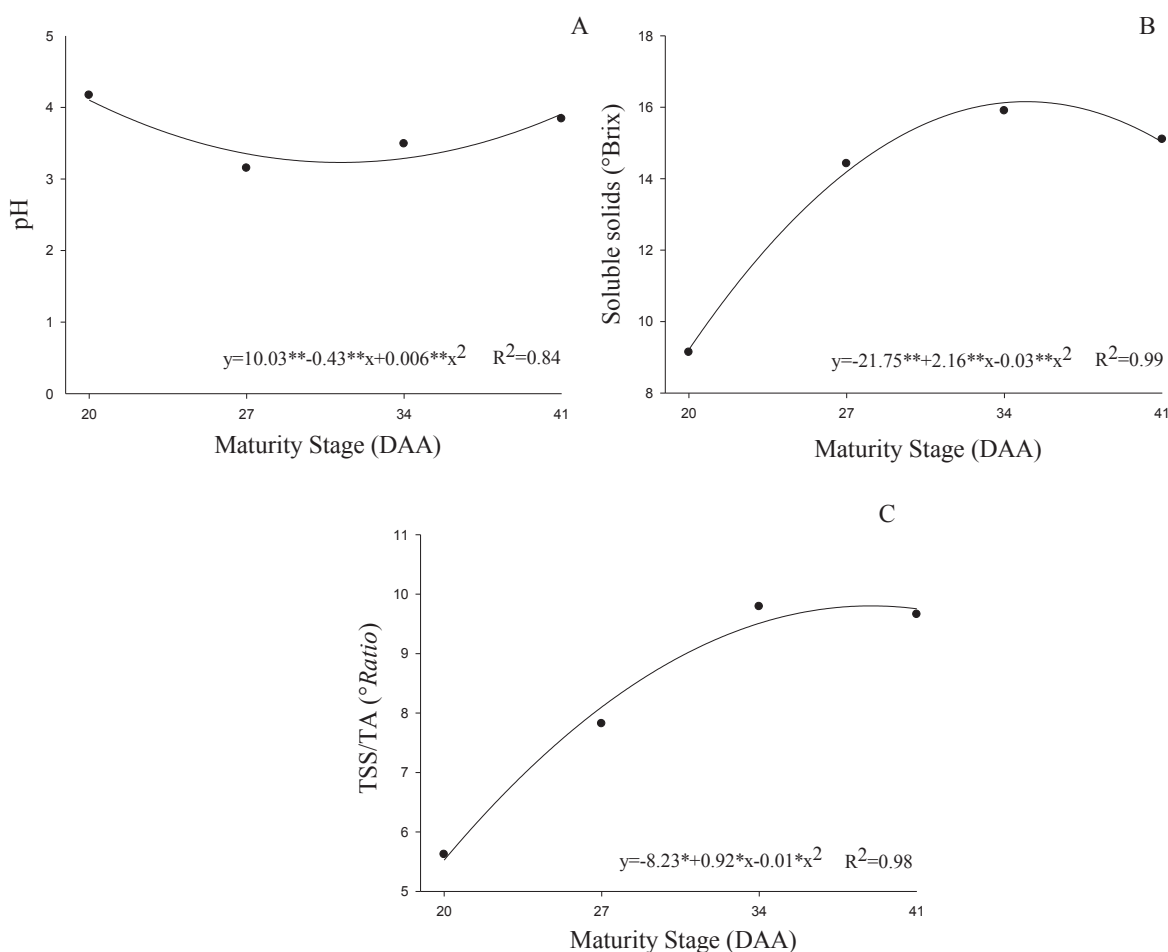 A
5
4
3
2
1
0
pH
y=10.03**-0.43**x+0.006**x² R²=0.84
20 27 34 41
Maturity Stage (DAA)
B
18
16
14
12
10
8
Soluble solids (°Brix)
y=-21.75**+2.16**x-0.03**x² R²=0.99
20 27 34 41
Maturity Stage (DAA)
C
11
10
9
8
7
6
5
TSS/TA (°Ratio)
y=-8.23*+0.92*x-0.01*x² R²=0.98
20 27 34 41
Maturity Stage (DAA)